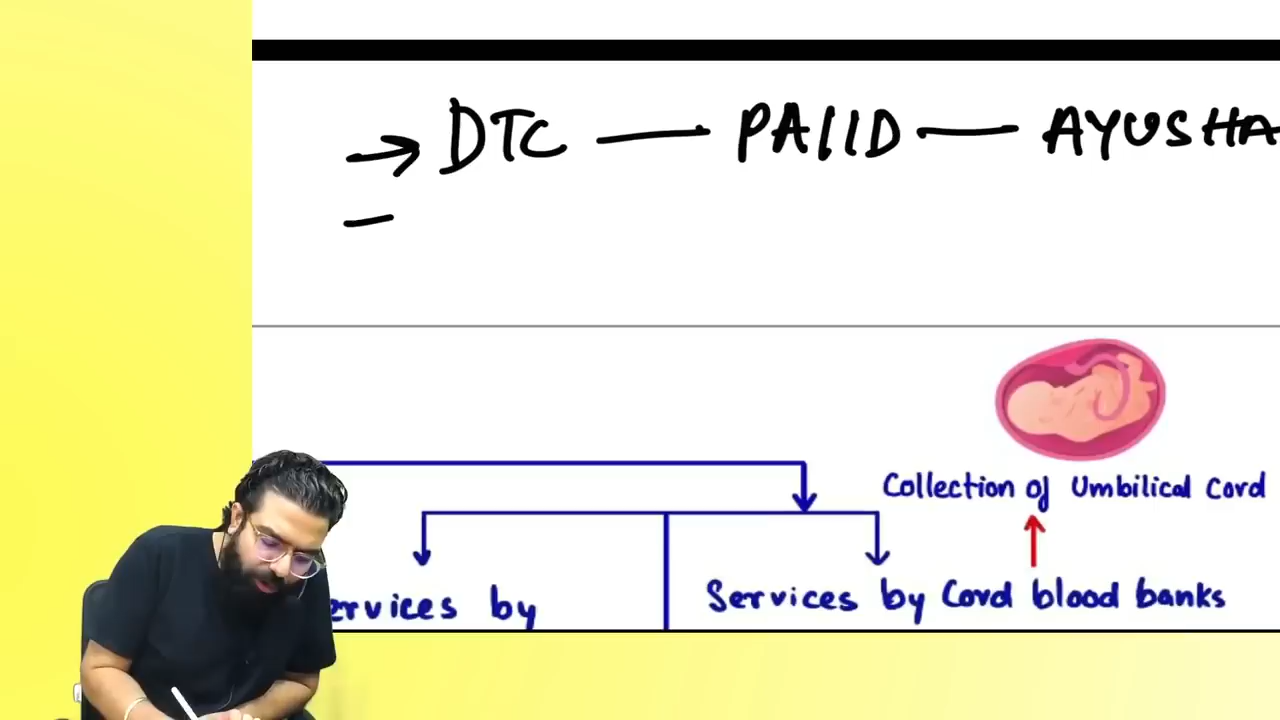 → DTC — PAIID — AYUSHA
—
Collection of Umbilical Cord
ervices by
Services by Cord blood banks